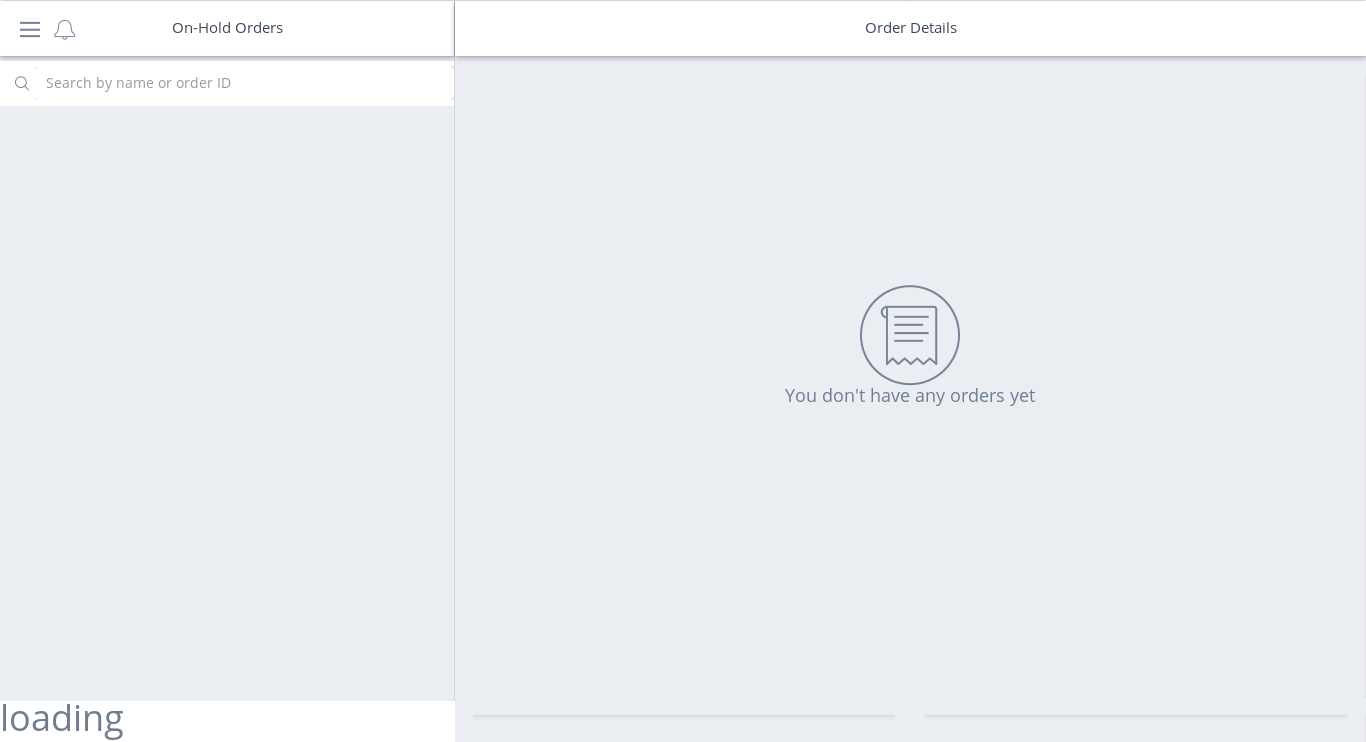 On-Hold Orders
Order Details
Search by name or order ID
You don't have any orders yet
loading